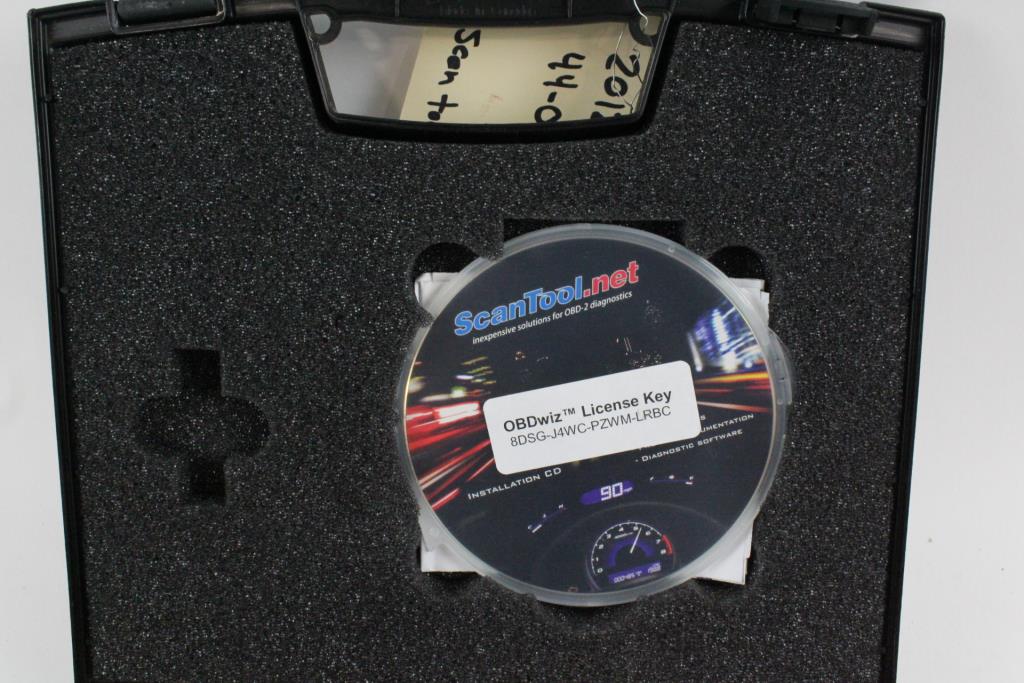 Scan to
44-0
201
ScanTool.net
inexpensive solutions for OBD-2 diagnostics
OBDwiz™ License Key
8DSG-J4WC-PZWM-LRBC
Installation CD
- Diagnostic software
90 mph